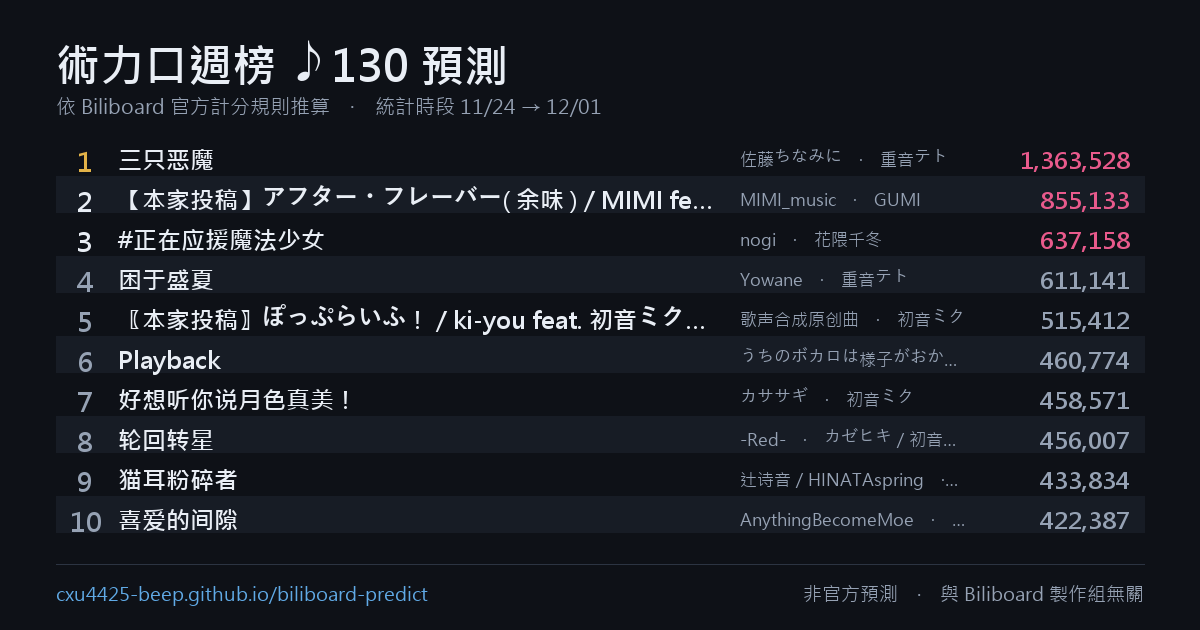 術力口週榜 ♪130 預測
依 Biliboard 官方計分規則推算 · 統計時段 11/24 → 12/01
1 三只恶魔 佐藤ちなみに · 重音テト 1,363,528
2 【本家投稿】アフター・フレーバー(余味) / MIMI fe... MIMI_music · GUMI 855,133
3 #正在应援魔法少女 nogi · 花隈千冬 637,158
4 困于盛夏 Yowane · 重音テト 611,141
5 〖本家投稿〗ぽっぷらいふ！ / ki-you feat. 初音ミク... 歌声合成原创曲 · 初音ミク 515,412
6 Playback うちのボカロは様子がおか... 460,774
7 好想听你说月色真美！ カササギ · 初音ミク 458,571
8 轮回转星 -Red- · カゼヒキ / 初音... 456,007
9 猫耳粉碎者 辻诗音 / HINATAspring ·... 433,834
10 喜爱的间隙 AnythingBecomeMoe · ... 422,387
cxu4425-beep.github.io/biliboard-predict 非官方預測 · 與 Biliboard 製作組無關